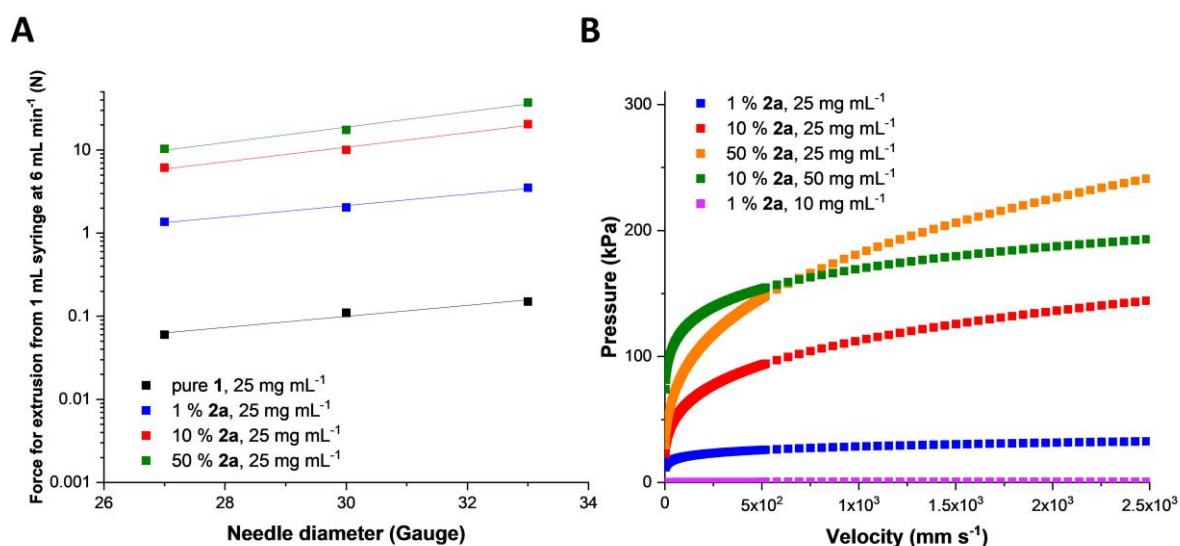 A
Force for extrusion from 1 mL syringe at 6 mL min⁻¹ (N)
10
1
0.1
0.01
0.001
pure 1, 25 mg mL⁻¹
1 % 2a, 25 mg mL⁻¹
10 % 2a, 25 mg mL⁻¹
50 % 2a, 25 mg mL⁻¹
26 28 30 32 34
Needle diameter (Gauge)
B
Pressure (kPa)
300
200
100
0
1 % 2a, 25 mg mL⁻¹
10 % 2a, 25 mg mL⁻¹
50 % 2a, 25 mg mL⁻¹
10 % 2a, 50 mg mL⁻¹
1 % 2a, 10 mg mL⁻¹
0 5x10² 1x10³ 2x10³ 2x10³ 2.5x10³
Velocity (mm s⁻¹)